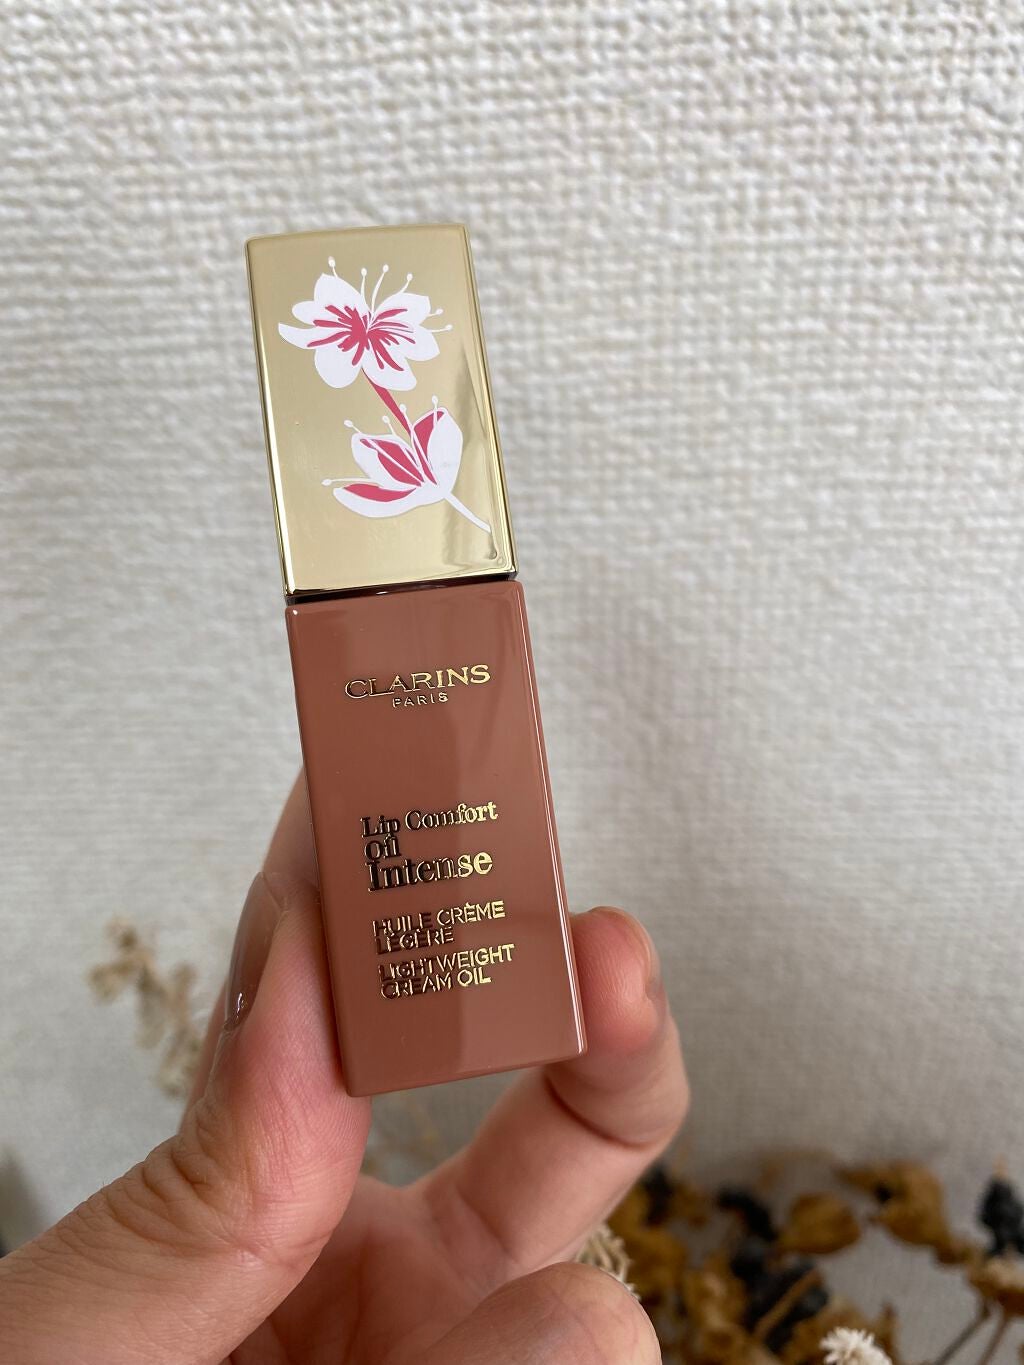 CLARINS
PARIS
Lip Comfort
Oil
Intense
HUILE CRÈME
LÉGÈRE
LIGHTWEIGHT
CREAM OIL